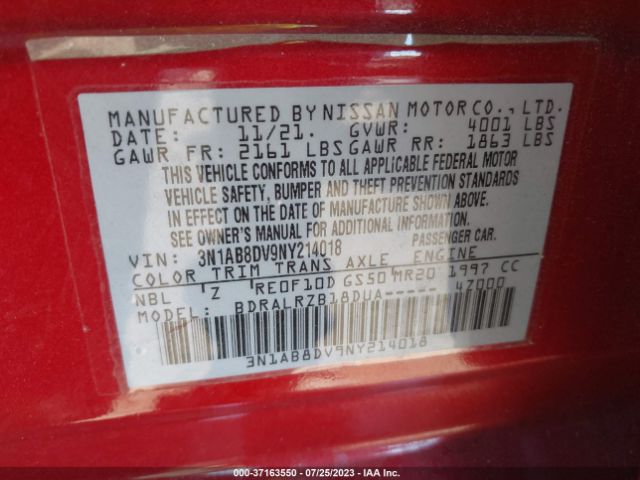 MANUFACTURED BY NISSAN MOTOR CO., LTD.
DATE: 11/21. GVWR: 4001 LBS
GAWR FR: 2161 LBS GAWR RR: 1863 LBS
THIS VEHICLE CONFORMS TO ALL APPLICABLE FEDERAL MOTOR
VEHICLE SAFETY, BUMPER AND THEFT PREVENTION STANDARDS
IN EFFECT ON THE DATE OF MANUFACTURE SHOWN ABOVE.
SEE OWNER'S MANUAL FOR ADDITIONAL INFORMATION
VIN: 3N1AB8DV9NY214018 PASSENGER CAR.
COLOR TRIM TRANS AXLE ENGINE
NBL Z RE0F10D GS50 MR20 1997 CC
MODEL: BDRALRZB18DUA----- 4Z000
3N1AB8DV9NY214018
000-37163550 | 07/25/2023 | IAA Inc.